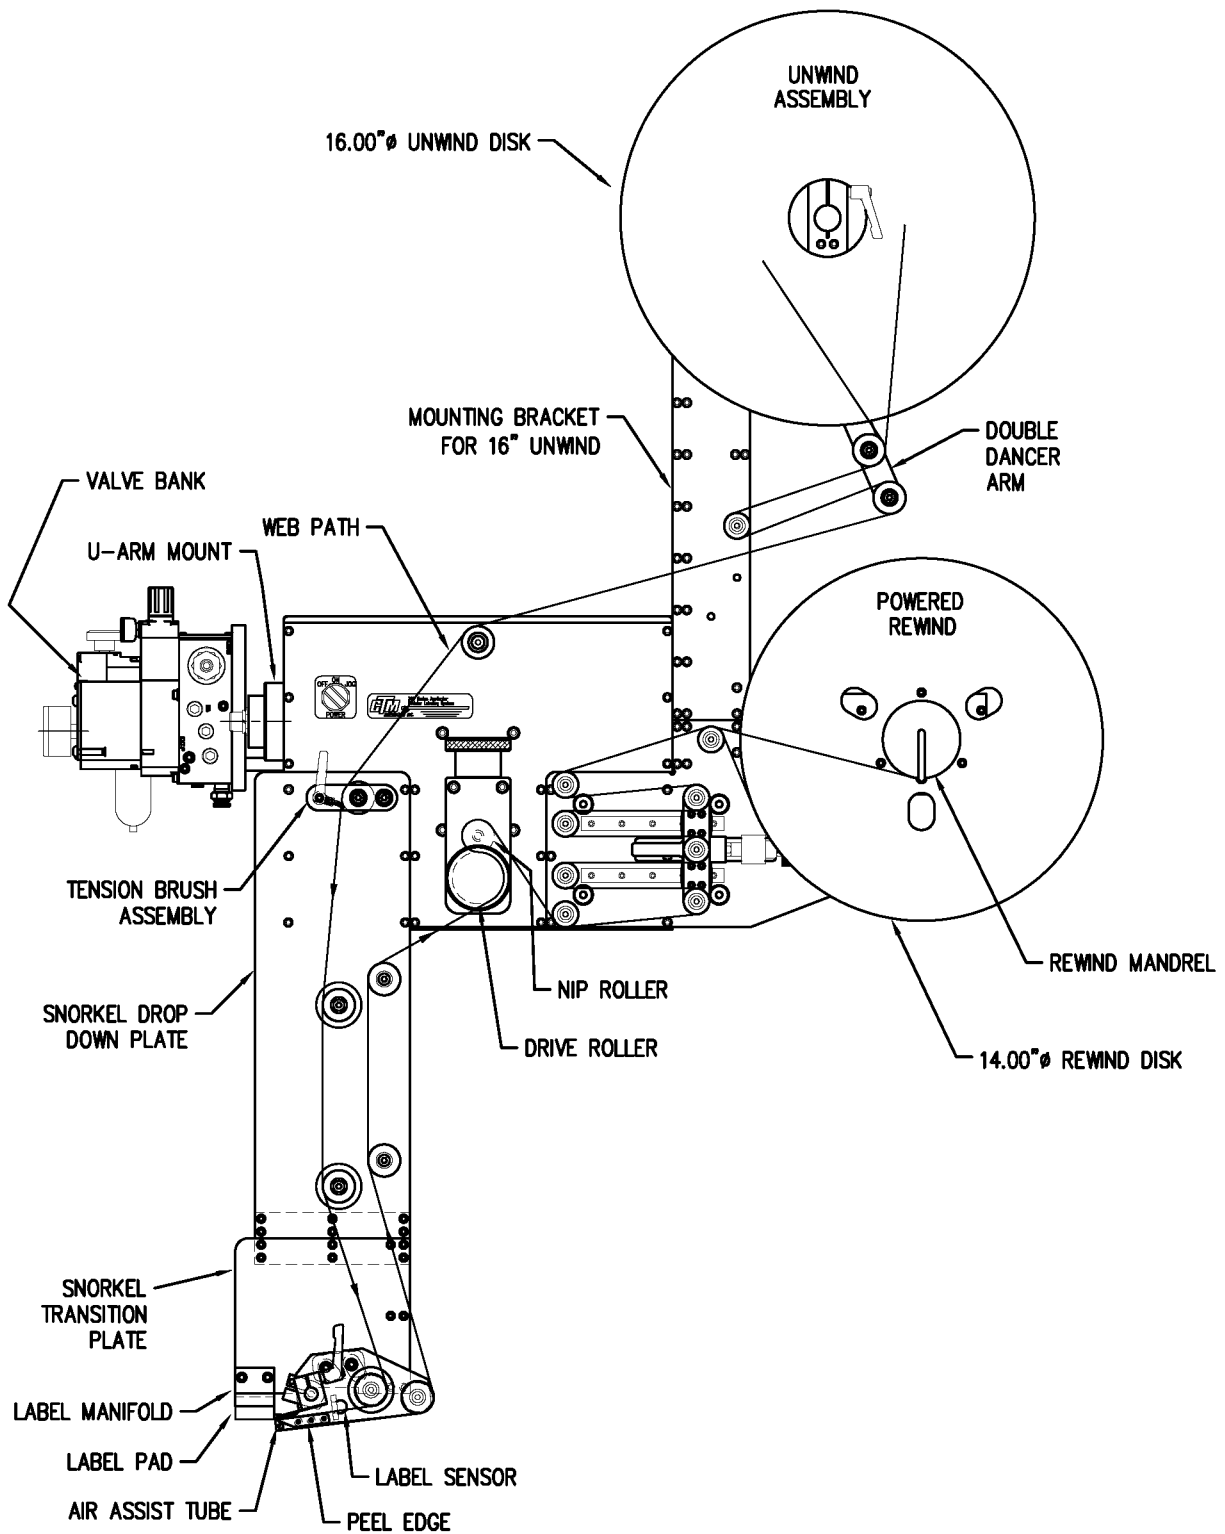 UNWIND
ASSEMBLY
16.00"ø UNWIND DISK
MOUNTING BRACKET
FOR 16" UNWIND
DOUBLE
DANCER
ARM
VALVE BANK
WEB PATH
U-ARM MOUNT
POWERED
REWIND
OFF
ON
JOG
POWER
CTM
TENSION BRUSH
ASSEMBLY
REWIND MANDREL
NIP ROLLER
SNORKEL DROP
DOWN PLATE
DRIVE ROLLER
14.00"ø REWIND DISK
SNORKEL
TRANSITION
PLATE
LABEL MANIFOLD
LABEL PAD
LABEL SENSOR
AIR ASSIST TUBE
PEEL EDGE